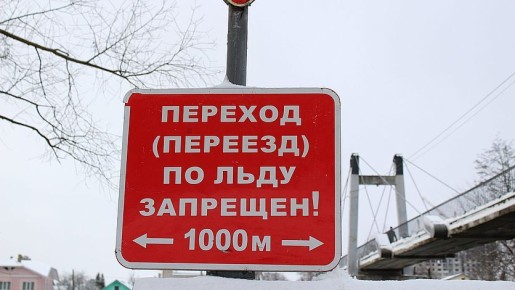 ПЕРЕХОД
(ПЕРЕЕЗД)
ПО ЛЬДУ
ЗАПРЕЩЕН!
← 1000м →